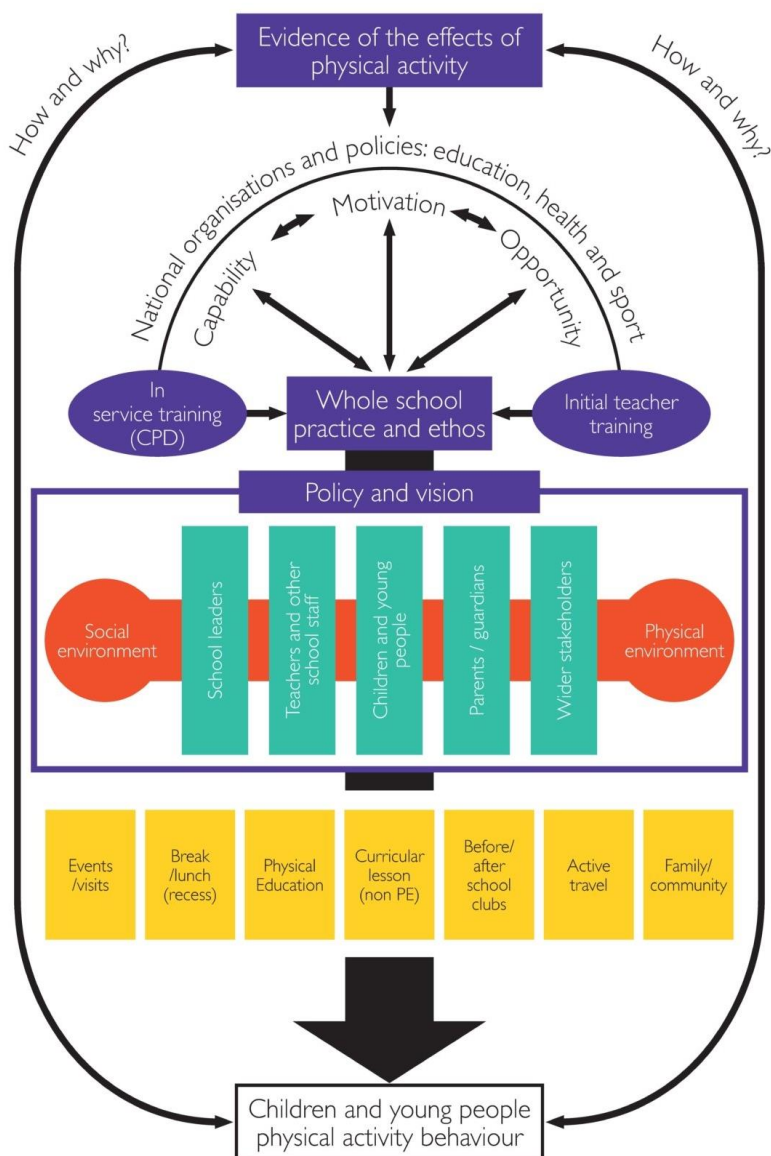 Evidence of the effects of
physical activity
How and why?
How and why?
National organisations and policies: education, health and sport
Motivation
Capability
Opportunity
In
service training
(CPD)
Whole school
practice and ethos
Initial teacher
training
Policy and vision
Social
environment
School leaders
Teachers and other
school staff
Children and young
people
Parents / guardians
Wider stakeholders
Physical
environment
Events
/visits
Break
/lunch
(recess)
Physical
Education
Curricular
lesson
(non PE)
Before/
after
school
clubs
Active
travel
Family/
community
Children and young people
physical activity behaviour